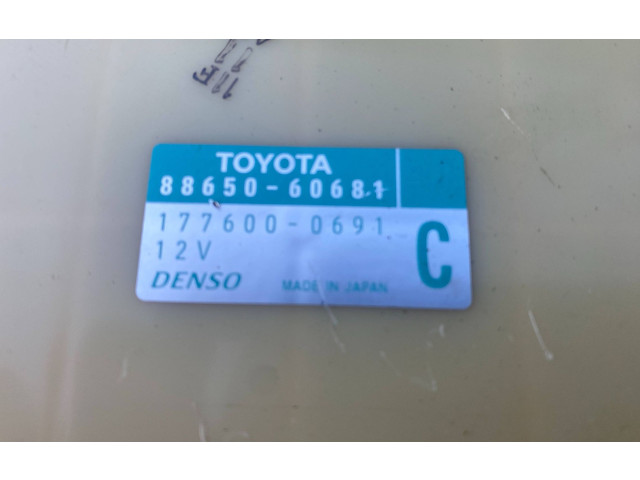 TOYOTA
88650-60681
177600-0691
12V
C
DENSO
MADE IN JAPAN